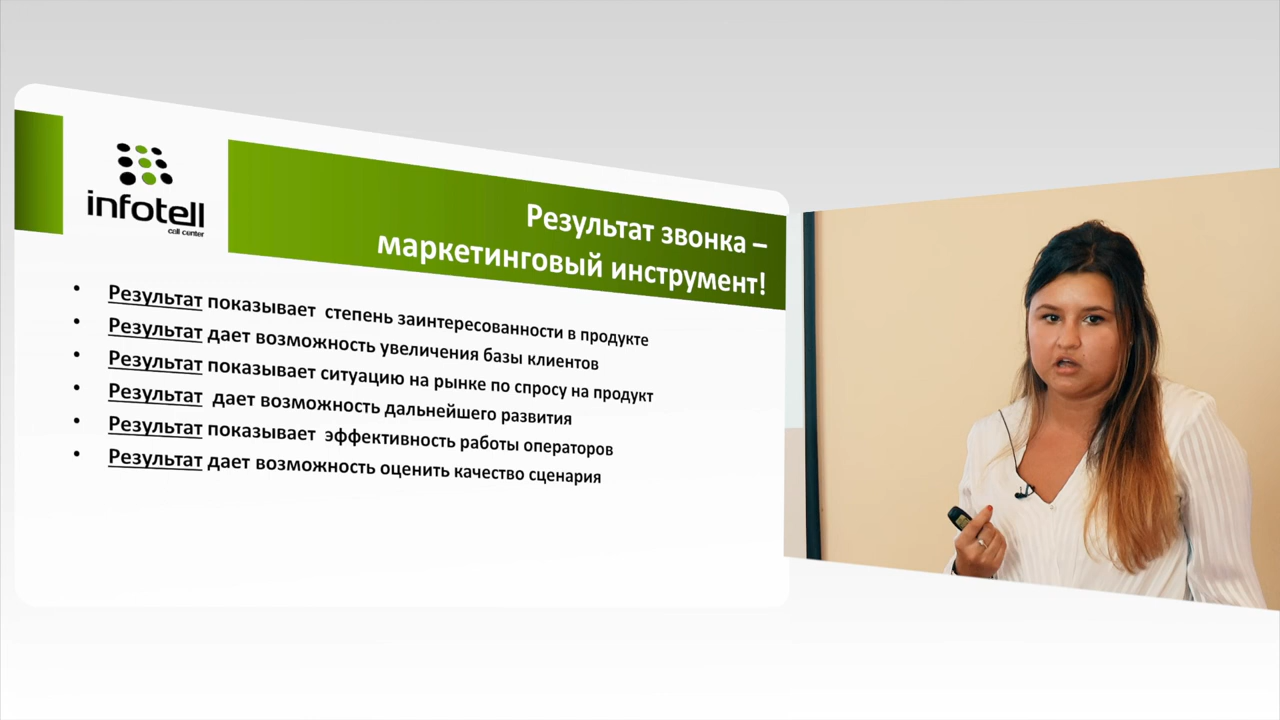 infotell
call center
Результат звонка –
маркетинговый инструмент!
• Результат показывает степень заинтересованности в продукте
• Результат дает возможность увеличения базы клиентов
• Результат показывает ситуацию на рынке по спросу на продукт
• Результат дает возможность дальнейшего развития
• Результат показывает эффективность работы операторов
• Результат дает возможность оценить качество сценария